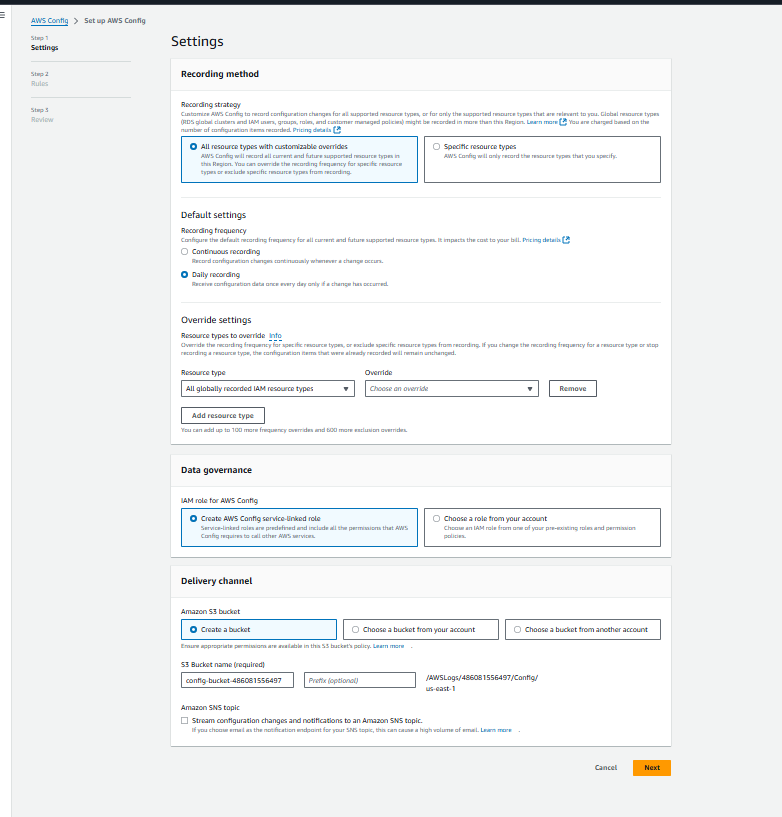 AWS Config > Set up AWS Config
Step 1
Settings
Step 2
Rules
Step 3
Review
Settings
Recording method
Recording strategy
Customize AWS Config to record configuration changes for all supported resource types, or for only the supported resource types that are relevant to you. Global resource types
(RDS global clusters and IAM users, groups, roles, and customer managed policies) might be recorded in more than this Region. Learn more You are charged based on the
number of configuration items recorded. Pricing details
All resource types with customizable overrides
AWS Config will record all current and future supported resource types in
this Region. You can override the recording frequency for specific resource
types or exclude specific resource types from recording.
Specific resource types
AWS Config will only record the resource types that you specify.
Default settings
Recording frequency
Configure the default recording frequency for all current and future supported resource types. It impacts the cost to your bill. Pricing details
Continuous recording
Record configuration changes continuously whenever a change occurs.
Daily recording
Receive configuration data once every day only if a change has occurred.
Override settings
Resource types to override Info
Override the recording frequency for specific resource types, or exclude specific resource types from recording. If you change the recording frequency for a resource type or stop
recording a resource type, the configuration items that were already recorded will remain unchanged.
Resource type
Override
All globally recorded IAM resource types
Choose an override
Remove
Add resource type
You can add up to 100 more frequency overrides and 600 more exclusion overrides.
Data governance
IAM role for AWS Config
Create AWS Config service-linked role
Service-linked roles are predefined and include all the permissions that AWS
Config requires to call other AWS services.
Choose a role from your account
Choose an IAM role from one of your pre-existing roles and permission
policies.
Delivery channel
Amazon S3 bucket
Create a bucket
Choose a bucket from your account
Choose a bucket from another account
Ensure appropriate permissions are available in this S3 bucket's policy. Learn more .
S3 Bucket name (required)
config-bucket-486081556497
Prefix (optional)
/AWSLogs/486081556497/Config/
us-east-1
Amazon SNS topic
Stream configuration changes and notifications to an Amazon SNS topic.
If you choose email as the notification endpoint for your SNS topic, this can cause a high volume of email. Learn more .
Cancel
Next